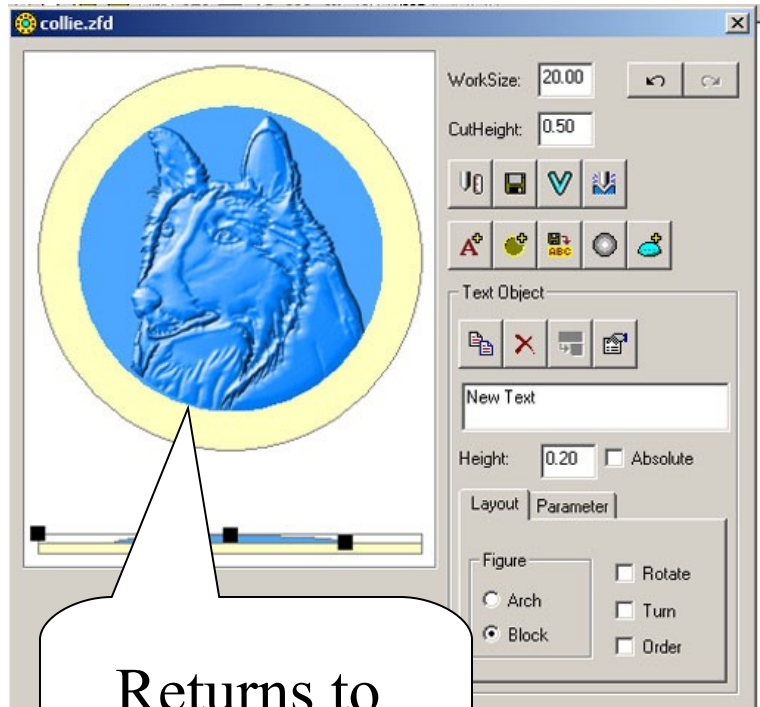 collie.zfd
WorkSize: 20.00
CutHeight: 0.50
A
ABC
Text Object
New Text
Height: 0.20 Absolute
Layout Parameter
Figure
Rotate
Arch
Turn
Block
Order
Returns to